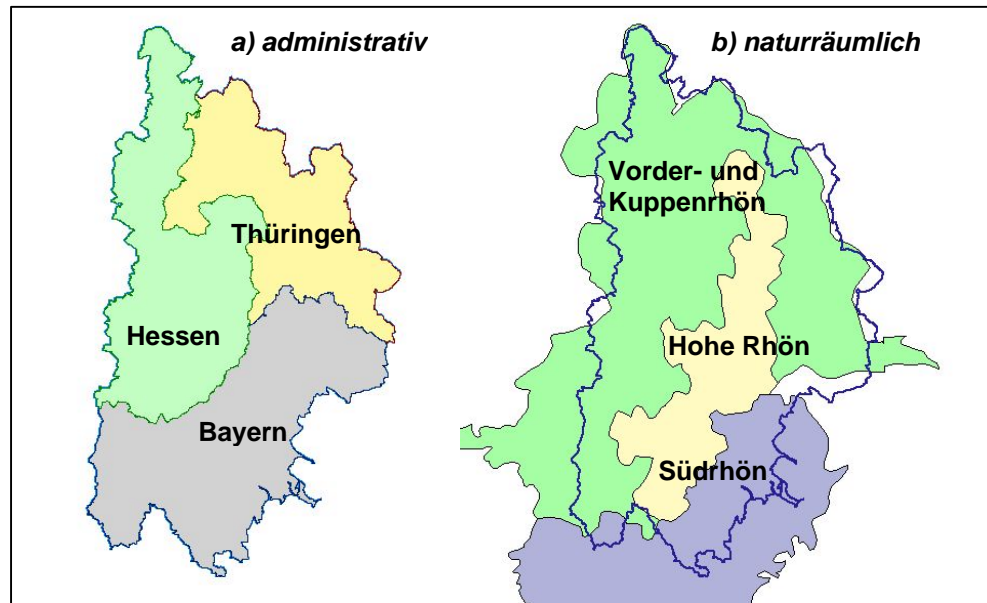 a) administrativ
Thüringen
Hessen
Bayern
b) naturräumlich
Vorder- und
Kuppenrhön
Hohe Rhön
Südrhön